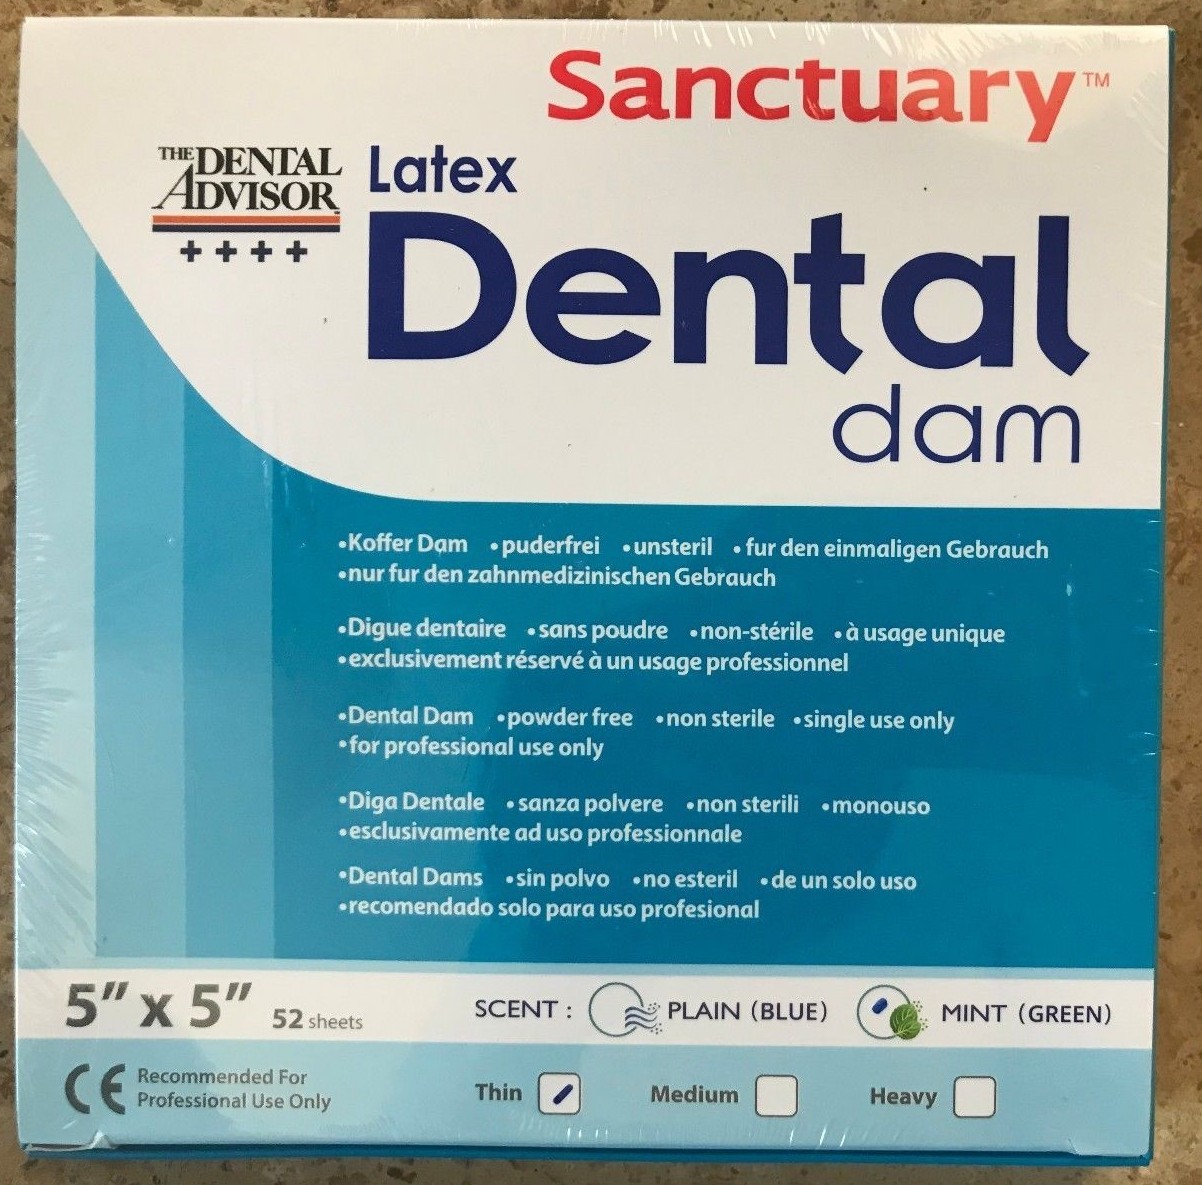 Sanctuary™
THE DENTAL
ADVISOR
++++
Latex
Dental
dam
•Koffer Dam •puderfrei •unsteril •fur den einmaligen Gebrauch
•nur fur den zahnmedizinischen Gebrauch
•Digue dentaire •sans poudre •non-stérile •à usage unique
•exclusivement réservé à un usage professionnel
•Dental Dam •powder free •non sterile •single use only
•for professional use only
•Diga Dentale •sanza polvere •non sterili •monouso
•esclusivamente ad uso professionnale
•Dental Dams •sin polvo •no esteril •de un solo uso
•recomendado solo para uso profesional
5” x 5” 52 sheets
SCENT : PLAIN (BLUE) MINT (GREEN)
CE Recommended For
Professional Use Only
Thin Medium Heavy